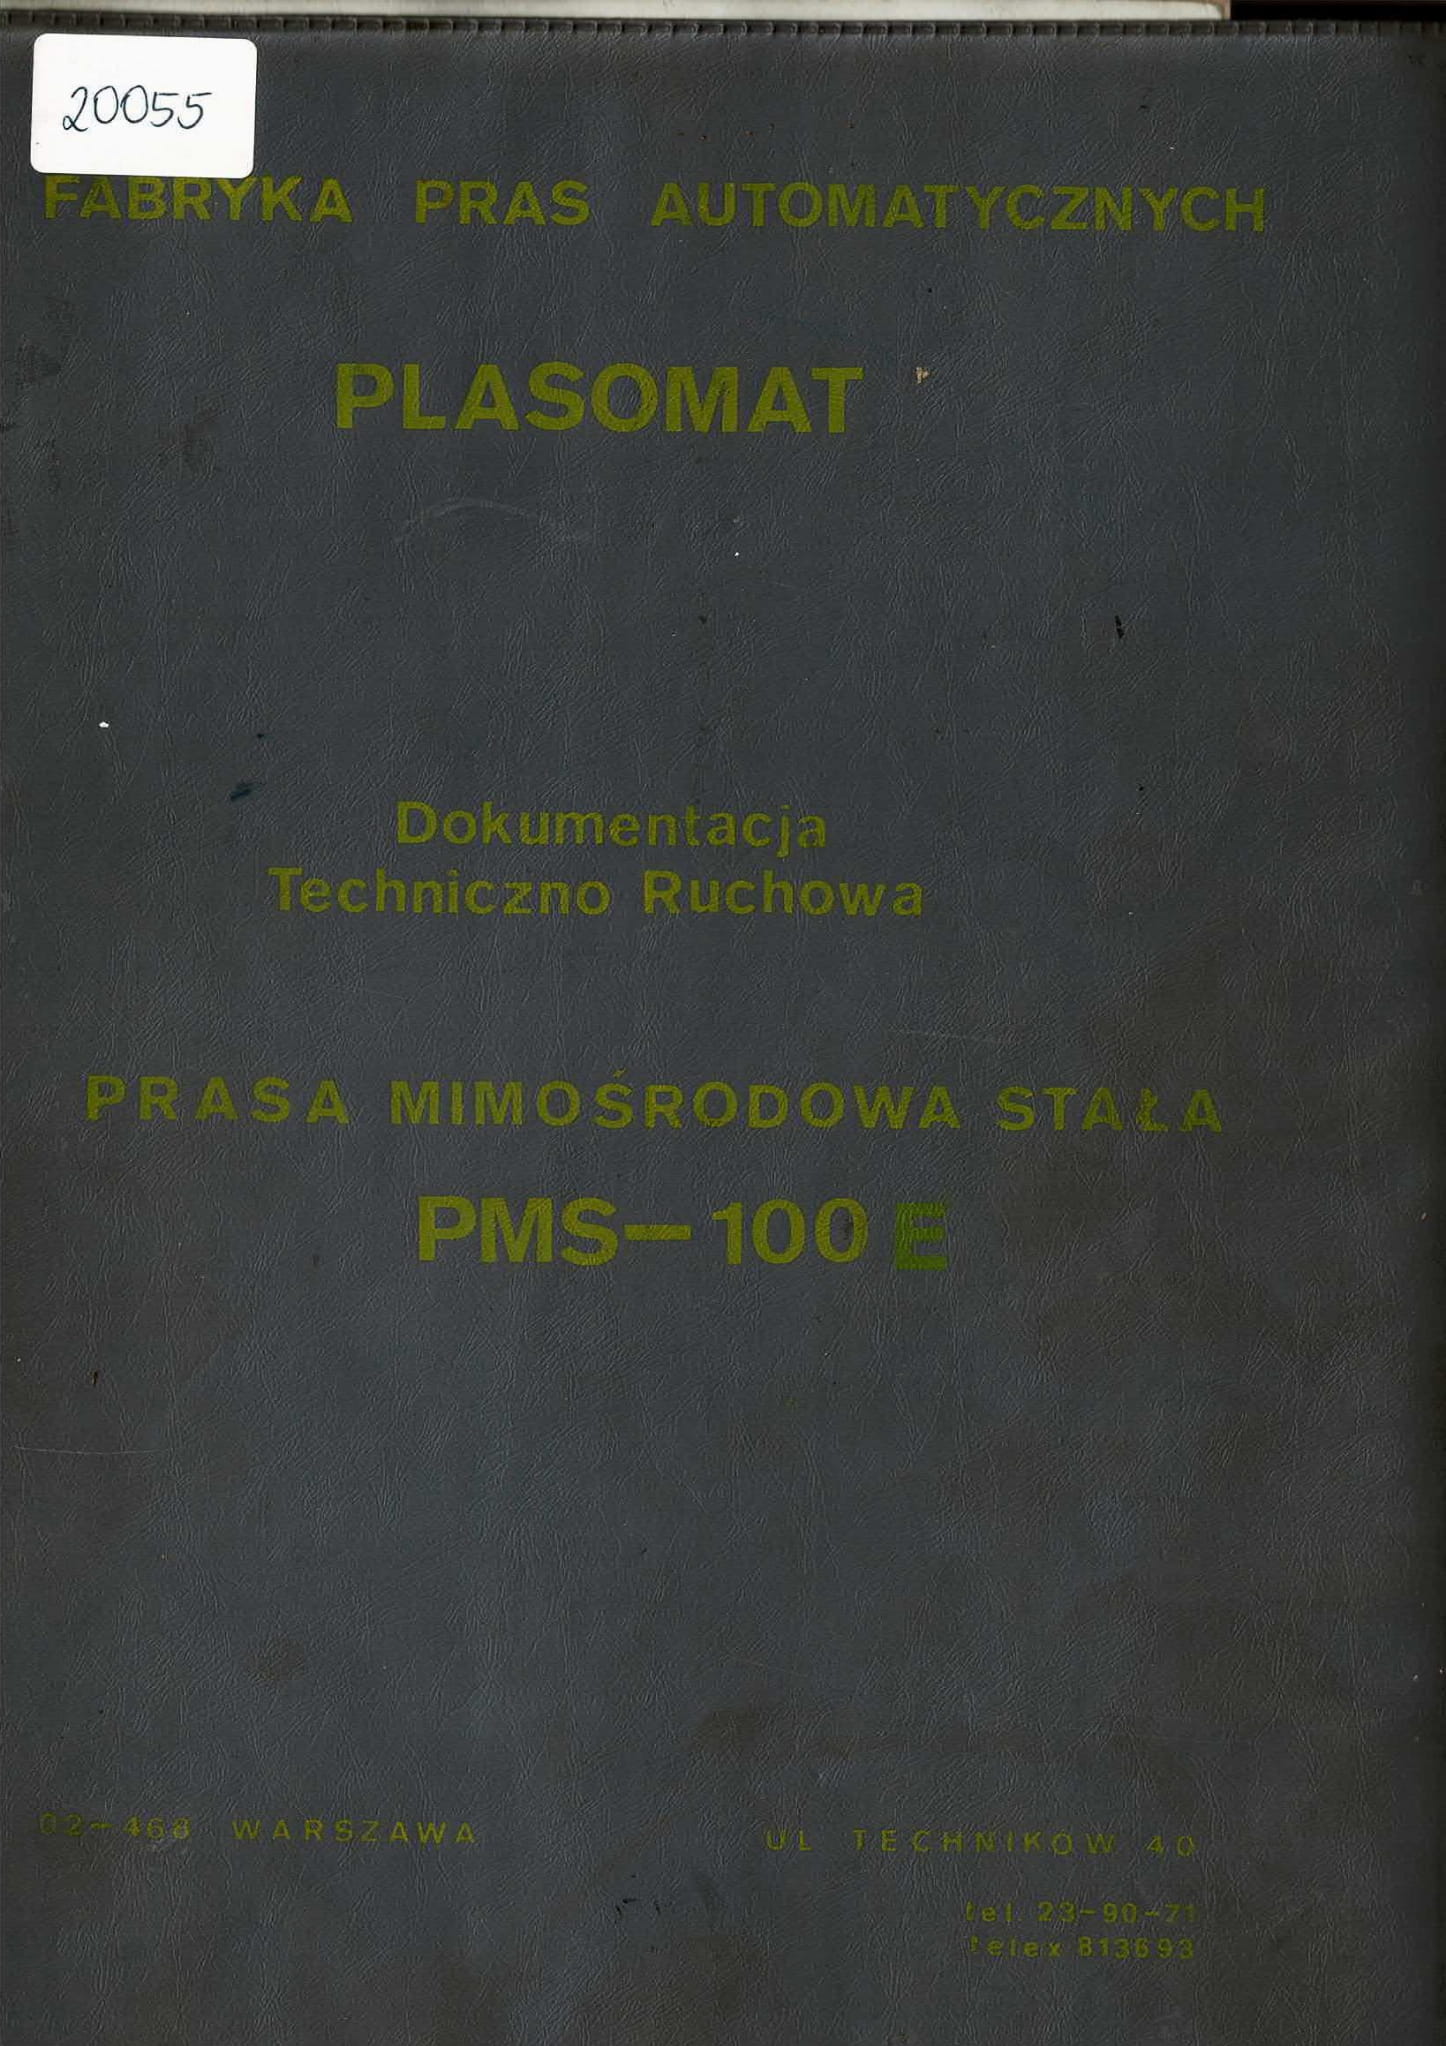 20055
FABRYKA PRAS AUTOMATYCZNYCH
PLASOMAT
Dokumentacja
Techniczno Ruchowa
PRASA MIMOŚRODOWA STAŁA
PMS—100 E
02—468 WARSZAWA UL TECHNIKÓW 40
tel. 23-90-71
telex 813693